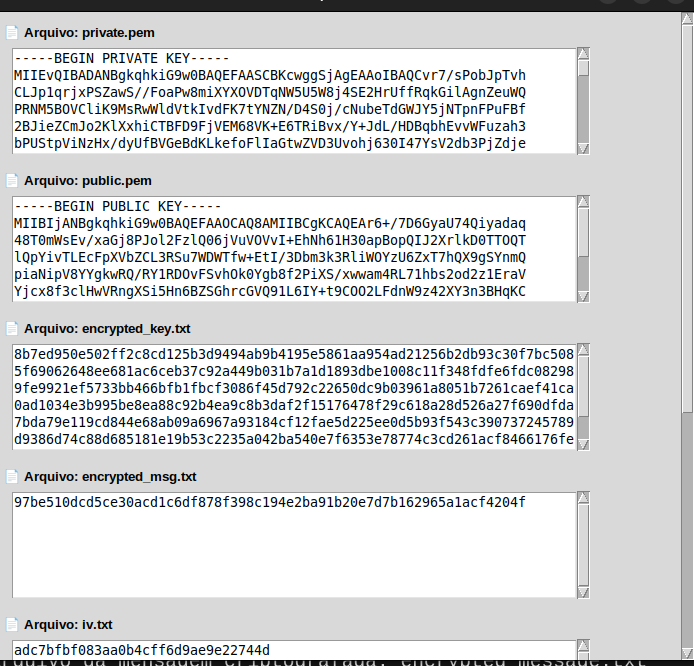 Arquivo: private.pem
-----BEGIN PRIVATE KEY-----
MIIEvQIBADANBgkqhkiG9w0BAQEFAASCBKcwggSjAgEAAoIBAQCvr7/sPobJpTvh
CLJp1qrjxPSZawS//FoaPw8miXYXOVDTqNW5U5W8j4SE2HrUffRqkGilAgnZeuWQ
PRNM5BOVCliK9MsRwWldVtkIvdFK7tYNZN/D4S0j/cNubeTdGWJY5jNTpnFPuFBf
2BJieZCmJo2KlXxhiCTBFD9FjVEM68VK+E6TRiBvx/Y+JdL/HDBqbhEvvWFuzah3
bPUStpViNzHx/dyUfBVGeBdKLkefoFlIaGtwZVD3Uvohj630I47YsV2db3PjZdje
Arquivo: public.pem
-----BEGIN PUBLIC KEY-----
MIIBIjANBgkqhkiG9w0BAQEFAAOCAQ8AMIIBCgKCAQEAr6+/7D6GyaU74Qiyadaq
48T0mWsEv/xaGj8PJol2FzlQ06jVuVOVvI+EhNh61H30apBopQIJ2XrlkD0TTOQT
lQpYivTLEcFpXVbZCL3RSu7WDWTfw+EtI/3Dbm3k3RliWOYzU6ZxT7hQX9gSYnmQ
piaNipV8YYgkwRQ/RY1RDOvFSvhOk0Ygb8f2PiXS/xwwam4RL71hbs2od2z1EraV
Yjcx8f3clHwVRngXSi5Hn6BZSGhrcGVQ91L6IY+t9COO2LFdnW9z42XY3n3BHqKC
Arquivo: encrypted_key.txt
8b7ed950e502ff2c8cd125b3d9494ab9b4195e5861aa954ad21256b2db93c30f7bc508
5f69062648ee681ac6ceb37c92a449b031b7a1d1893dbe1008c11f348fdfe6fdc08298
9fe9921ef5733bb466bfb1fbcf3086f45d792c22650dc9b03961a8051b7261caef41ca
0ad1034e3b995be8ea88c92b4ea9c8b3daf2f15176478f29c618a28d526a27f690dfda
7bda79e119cd844e68ab09a6967a93184cf12fae5d225ee0d5b93f543c390737245789
d9386d74c88d685181e19b53c2235a042ba540e7f6353e78774c3cd261acf8466176fe
Arquivo: encrypted_msg.txt
97be510dcd5ce30acd1c6df878f398c194e2ba91b20e7d7b162965a1acf4204f
Arquivo: iv.txt
adc7bfbf083aa0b4cff6d9ae9e22744d